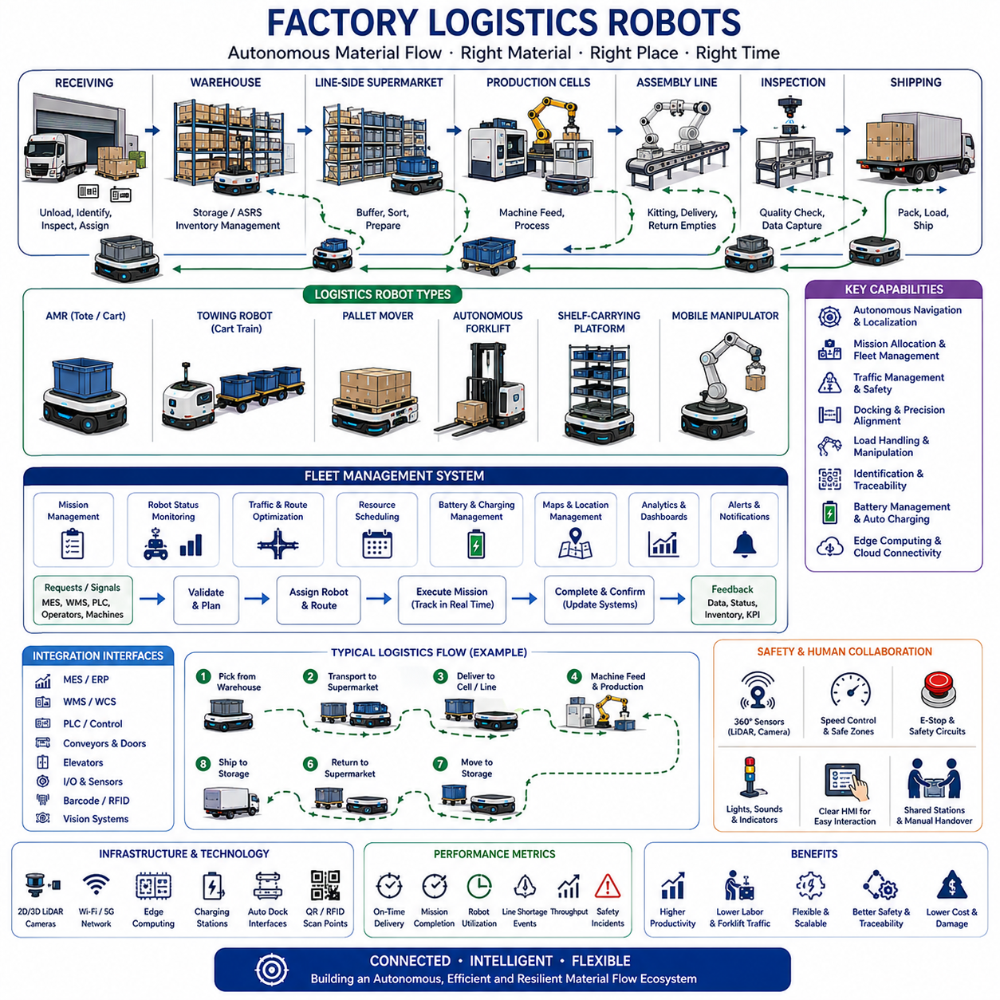 FACTORY LOGISTICS ROBOTS
Autonomous Material Flow · Right Material · Right Place · Right Time
RECEIVING
Unload, Identify,
Inspect, Assign
WAREHOUSE
Storage / ASRS
Inventory Management
LINE-SIDE SUPERMARKET
Buffer, Sort,
Prepare
PRODUCTION CELLS
Machine Feed,
Process
ASSEMBLY LINE
Kitting, Delivery,
Return Empties
INSPECTION
Quality Check,
Data Capture
SHIPPING
Pack, Load,
Ship
LOGISTICS ROBOT TYPES
AMR (Tote / Cart)
TOWING ROBOT
(Cart Train)
PALLET MOVER
AUTONOMOUS
FORKLIFT
SHELF-CARRYING
PLATFORM
MOBILE MANIPULATOR
KEY CAPABILITIES
Autonomous Navigation
& Localization
Mission Allocation &
Fleet Management
Traffic Management
& Safety
Docking & Precision
Alignment
Load Handling &
Manipulation
Identification &
Traceability
Battery Management
& Auto Charging
Edge Computing &
Cloud Connectivity
FLEET MANAGEMENT SYSTEM
Mission
Management
Robot Status
Monitoring
Traffic & Route
Optimization
Resource
Scheduling
Battery & Charging
Management
Maps & Location
Management
Analytics &
Dashboards
Alerts &
Notifications
Requests / Signals
MES, WMS, PLC,
Operators, Machines
Validate
& Plan
Assign Robot
& Route
Execute Mission
(Track in Real Time)
Complete & Confirm
(Update Systems)
Feedback
Data, Status,
Inventory, KPI
INTEGRATION INTERFACES
MES / ERP
WMS / WCS
PLC / Control
Conveyors & Doors
Elevators
I/O & Sensors
Barcode / RFID
Vision Systems
TYPICAL LOGISTICS FLOW (EXAMPLE)
1 Pick from
Warehouse
2 Transport to
Supermarket
3 Deliver to
Cell / Line
4 Machine Feed
& Production
8 Ship to
Storage
6 Return to
Supermarket
7 Move to
Storage
SAFETY & HUMAN COLLABORATION
360° Sensors
(LiDAR, Camera)
Speed Control
& Safe Zones
E-Stop &
Safety Circuits
Lights, Sounds
& Indicators
Clear HMI for
Easy Interaction
Shared Stations
& Manual Handover
INFRASTRUCTURE & TECHNOLOGY
2D/3D LiDAR
Cameras
Wi-Fi / 5G
Network
Edge
Computing
Charging
Stations
Auto Dock
Interfaces
QR / RFID
Scan Points
PERFORMANCE METRICS
On-Time
Delivery
Mission
Completion
Robot
Utilization
Line Shortage
Events
Throughput
Safety
Incidents
BENEFITS
Higher
Productivity
Lower Labor
& Forklift Traffic
Flexible &
Scalable
Better Safety &
Traceability
$
Lower Cost &
Damage
CONNECTED · INTELLIGENT · FLEXIBLE
Building an Autonomous, Efficient and Resilient Material Flow Ecosystem